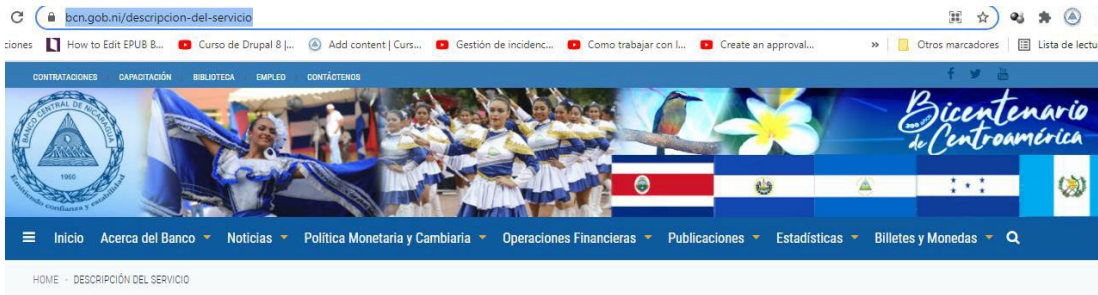 bcn.gob.ni/descripcion-del-servicio
ciones How to Edit EPUB B... Curso de Drupal 8 |... Add content | Curs... Gestión de incidenc... Como trabajar con l... Create an approval... » Otros marcadores Lista de lectu
CONTRATACIONES CAPACITACIÓN BIBLIOTECA EMPLEO CONTÁCTENOS
BANCO CENTRAL DE NICARAGUA
1960
Emitiendo confianza y estabilidad
Bicentenario
de Centroamérica
Inicio Acerca del Banco Noticias Política Monetaria y Cambiaria Operaciones Financieras Publicaciones Estadísticas Billetes y Monedas
HOME - DESCRIPCIÓN DEL SERVICIO